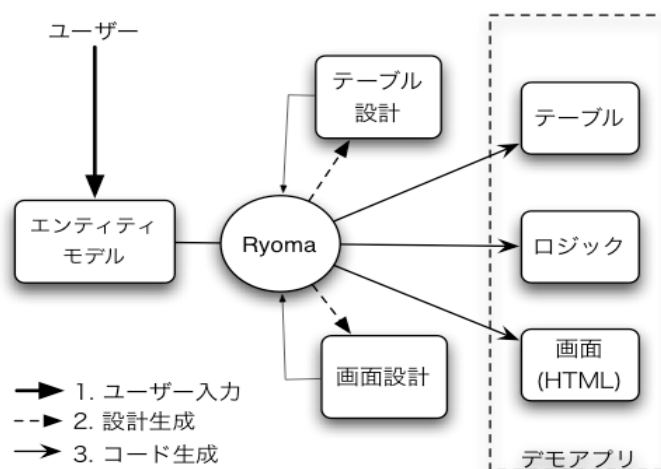 ユーザー
テーブル
設計
テーブル
エンティティ
モデル
Ryoma
ロジック
画面設計
画面
(HTML)
1. ユーザー入力
2. 設計生成
3. コード生成
デモアプリ